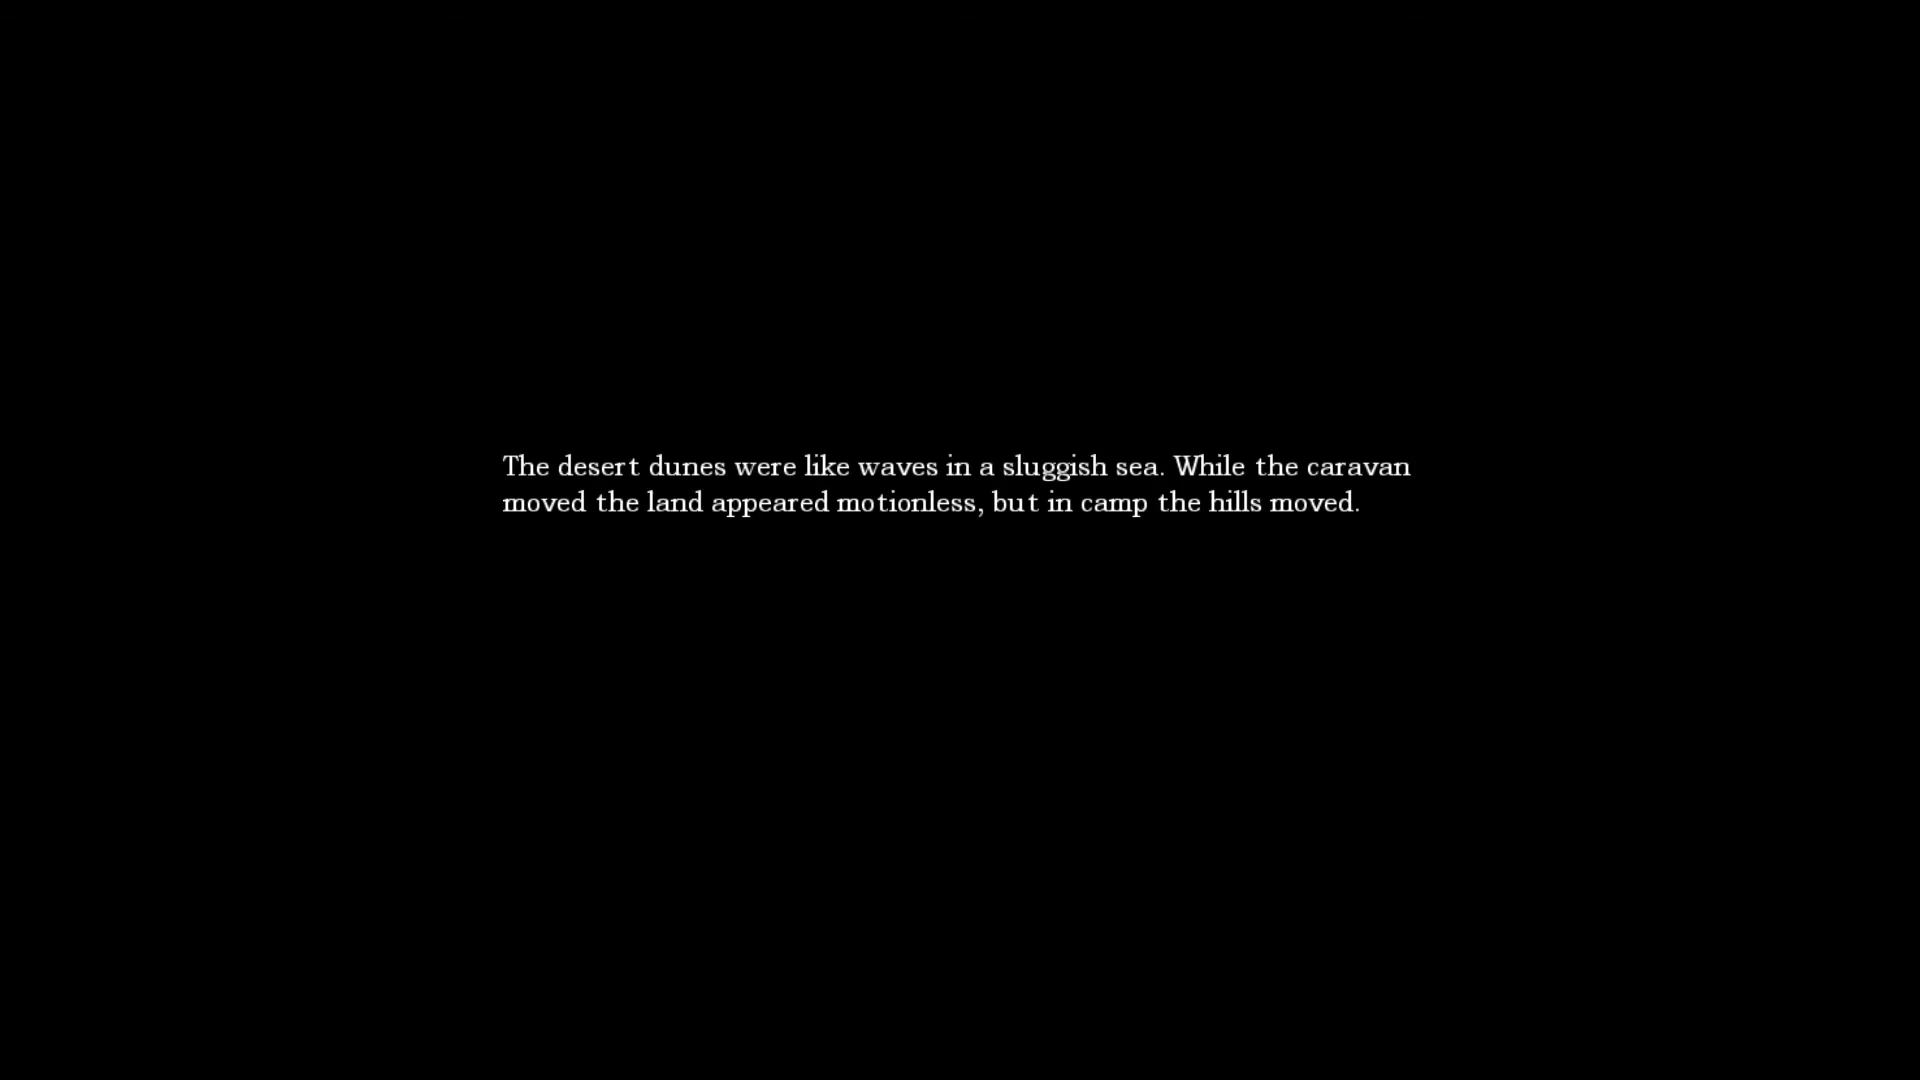 The desert dunes were like waves in a sluggish sea. While the caravan
moved the land appeared motionless, but in camp the hills moved.